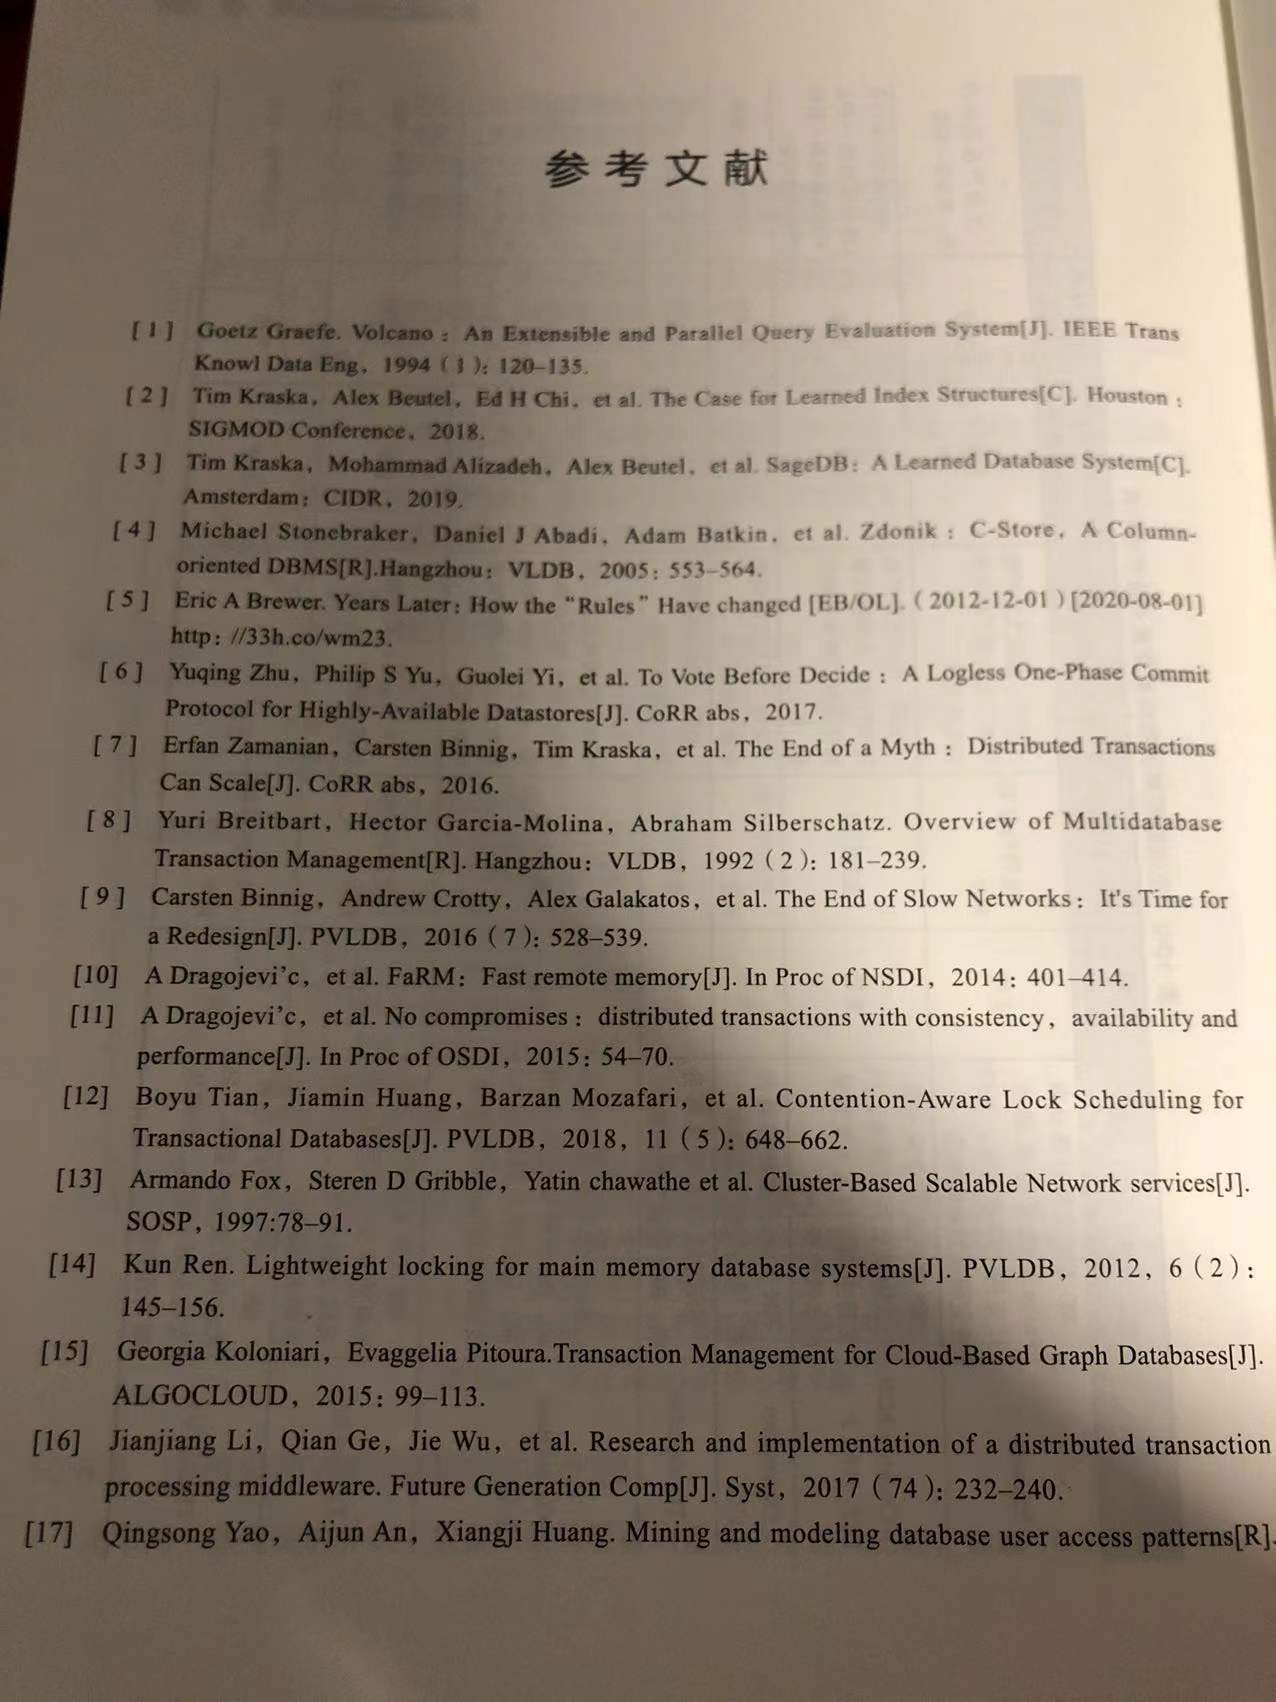 参考文献
[1] Goetz Graefe. Volcano：An Extensible and Parallel Query Evaluation System[J]. IEEE Trans
Knowl Data Eng，1994（1）：120–135.
[2] Tim Kraska，Alex Beutel，Ed H Chi，et al. The Case for Learned Index Structures[C]. Houston：
SIGMOD Conference，2018.
[3] Tim Kraska，Mohammad Alizadeh，Alex Beutel，et al. SageDB：A Learned Database System[C].
Amsterdam：CIDR，2019.
[4] Michael Stonebraker，Daniel J Abadi，Adam Batkin，et al. Zdonik：C-Store，A Column-
oriented DBMS[R].Hangzhou：VLDB，2005：553–564.
[5] Eric A Brewer. Years Later：How the “Rules” Have changed [EB/OL].（2012-12-01）[2020-08-01]
http：//33h.co/wm23.
[6] Yuqing Zhu，Philip S Yu，Guolei Yi，et al. To Vote Before Decide：A Logless One-Phase Commit
Protocol for Highly-Available Datastores[J]. CoRR abs，2017.
[7] Erfan Zamanian，Carsten Binnig，Tim Kraska，et al. The End of a Myth：Distributed Transactions
Can Scale[J]. CoRR abs，2016.
[8] Yuri Breitbart，Hector Garcia-Molina，Abraham Silberschatz. Overview of Multidatabase
Transaction Management[R]. Hangzhou：VLDB，1992（2）：181–239.
[9] Carsten Binnig，Andrew Crotty，Alex Galakatos，et al. The End of Slow Networks：It's Time for
a Redesign[J]. PVLDB，2016（7）：528–539.
[10] A Dragojevi’c，et al. FaRM：Fast remote memory[J]. In Proc of NSDI，2014：401–414.
[11] A Dragojevi’c，et al. No compromises：distributed transactions with consistency，availability and
performance[J]. In Proc of OSDI，2015：54–70.
[12] Boyu Tian，Jiamin Huang，Barzan Mozafari，et al. Contention-Aware Lock Scheduling for
Transactional Databases[J]. PVLDB，2018，11（5）：648–662.
[13] Armando Fox，Steren D Gribble，Yatin chawathe et al. Cluster-Based Scalable Network services[J].
SOSP，1997:78–91.
[14] Kun Ren. Lightweight locking for main memory database systems[J]. PVLDB，2012，6（2）：
145–156.
[15] Georgia Koloniari，Evaggelia Pitoura.Transaction Management for Cloud-Based Graph Databases[J].
ALGOCLOUD，2015：99–113.
[16] Jianjiang Li，Qian Ge，Jie Wu，et al. Research and implementation of a distributed transaction
processing middleware. Future Generation Comp[J]. Syst，2017（74）：232–240.
[17] Qingsong Yao，Aijun An，Xiangji Huang. Mining and modeling database user access patterns[R].